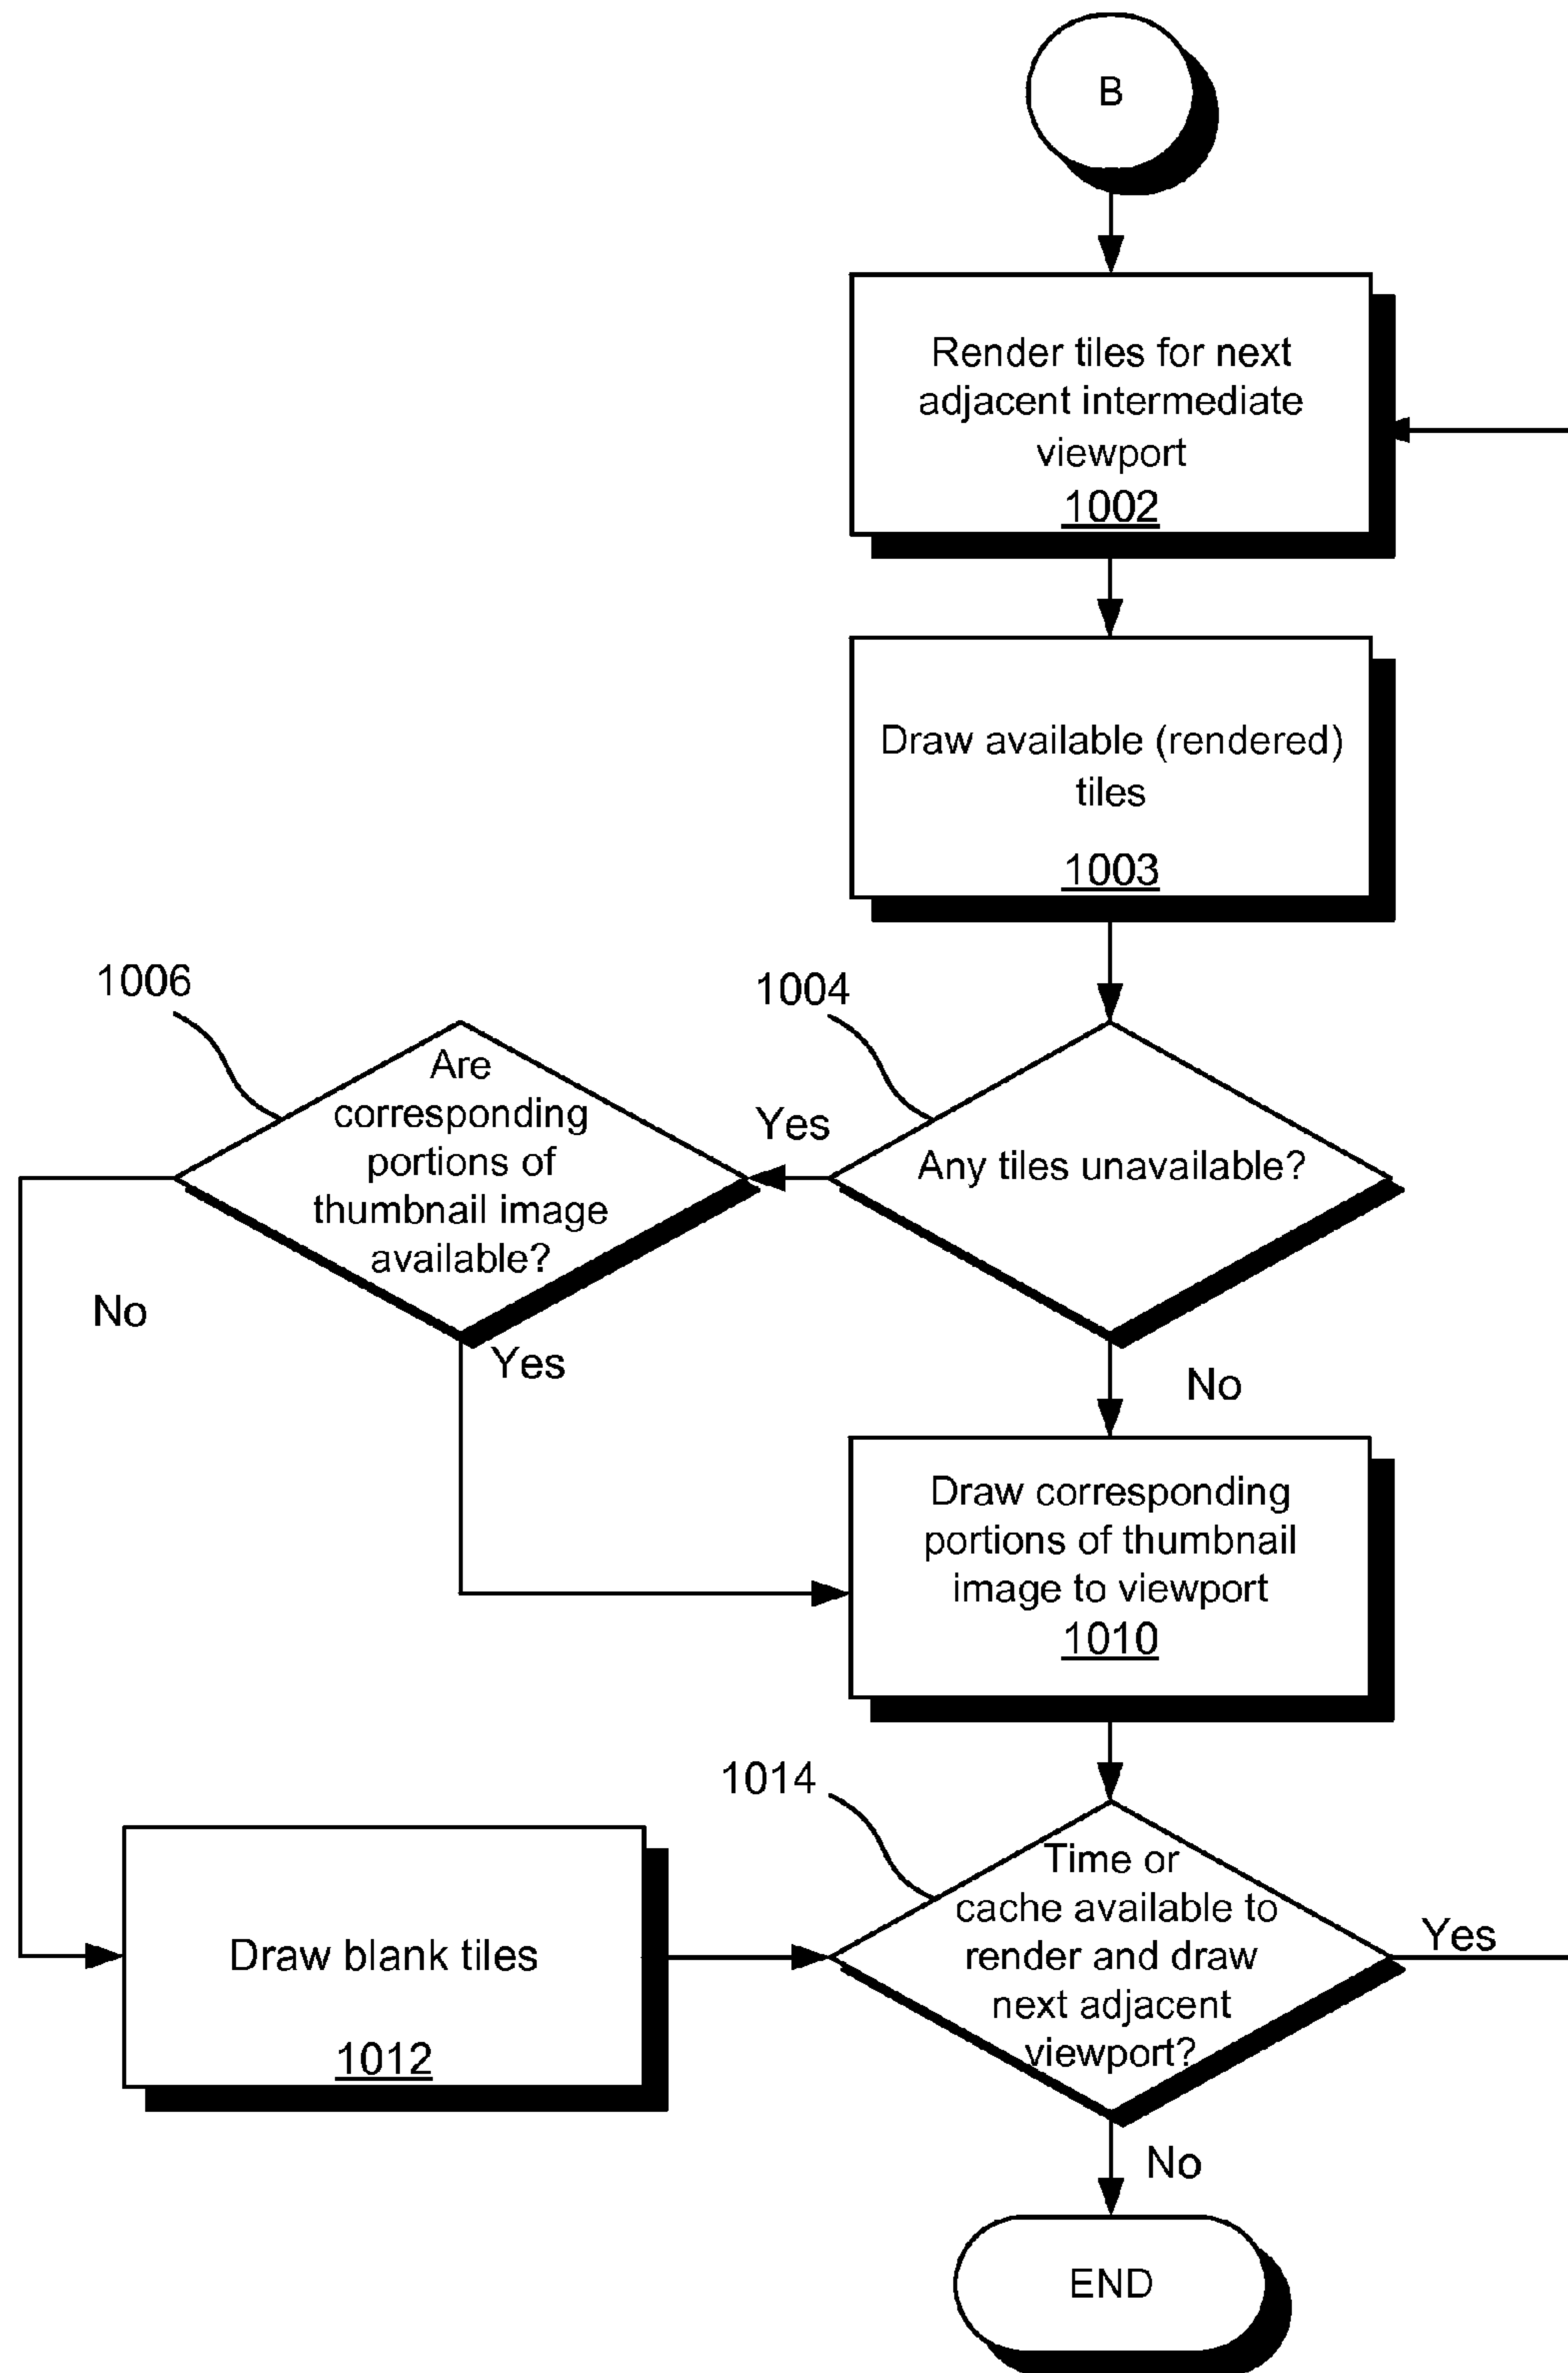 B
Render tiles for next
adjacent intermediate
viewport
1002
Draw available (rendered)
tiles
1003
1006
1004
Are
corresponding
portions of
thumbnail image
available?
Yes
Any tiles unavailable?
No
Yes
No
Draw corresponding
portions of thumbnail
image to viewport
1010
1014
Draw blank tiles
1012
Time or
cache available to
render and draw
next adjacent
viewport?
Yes
No
END